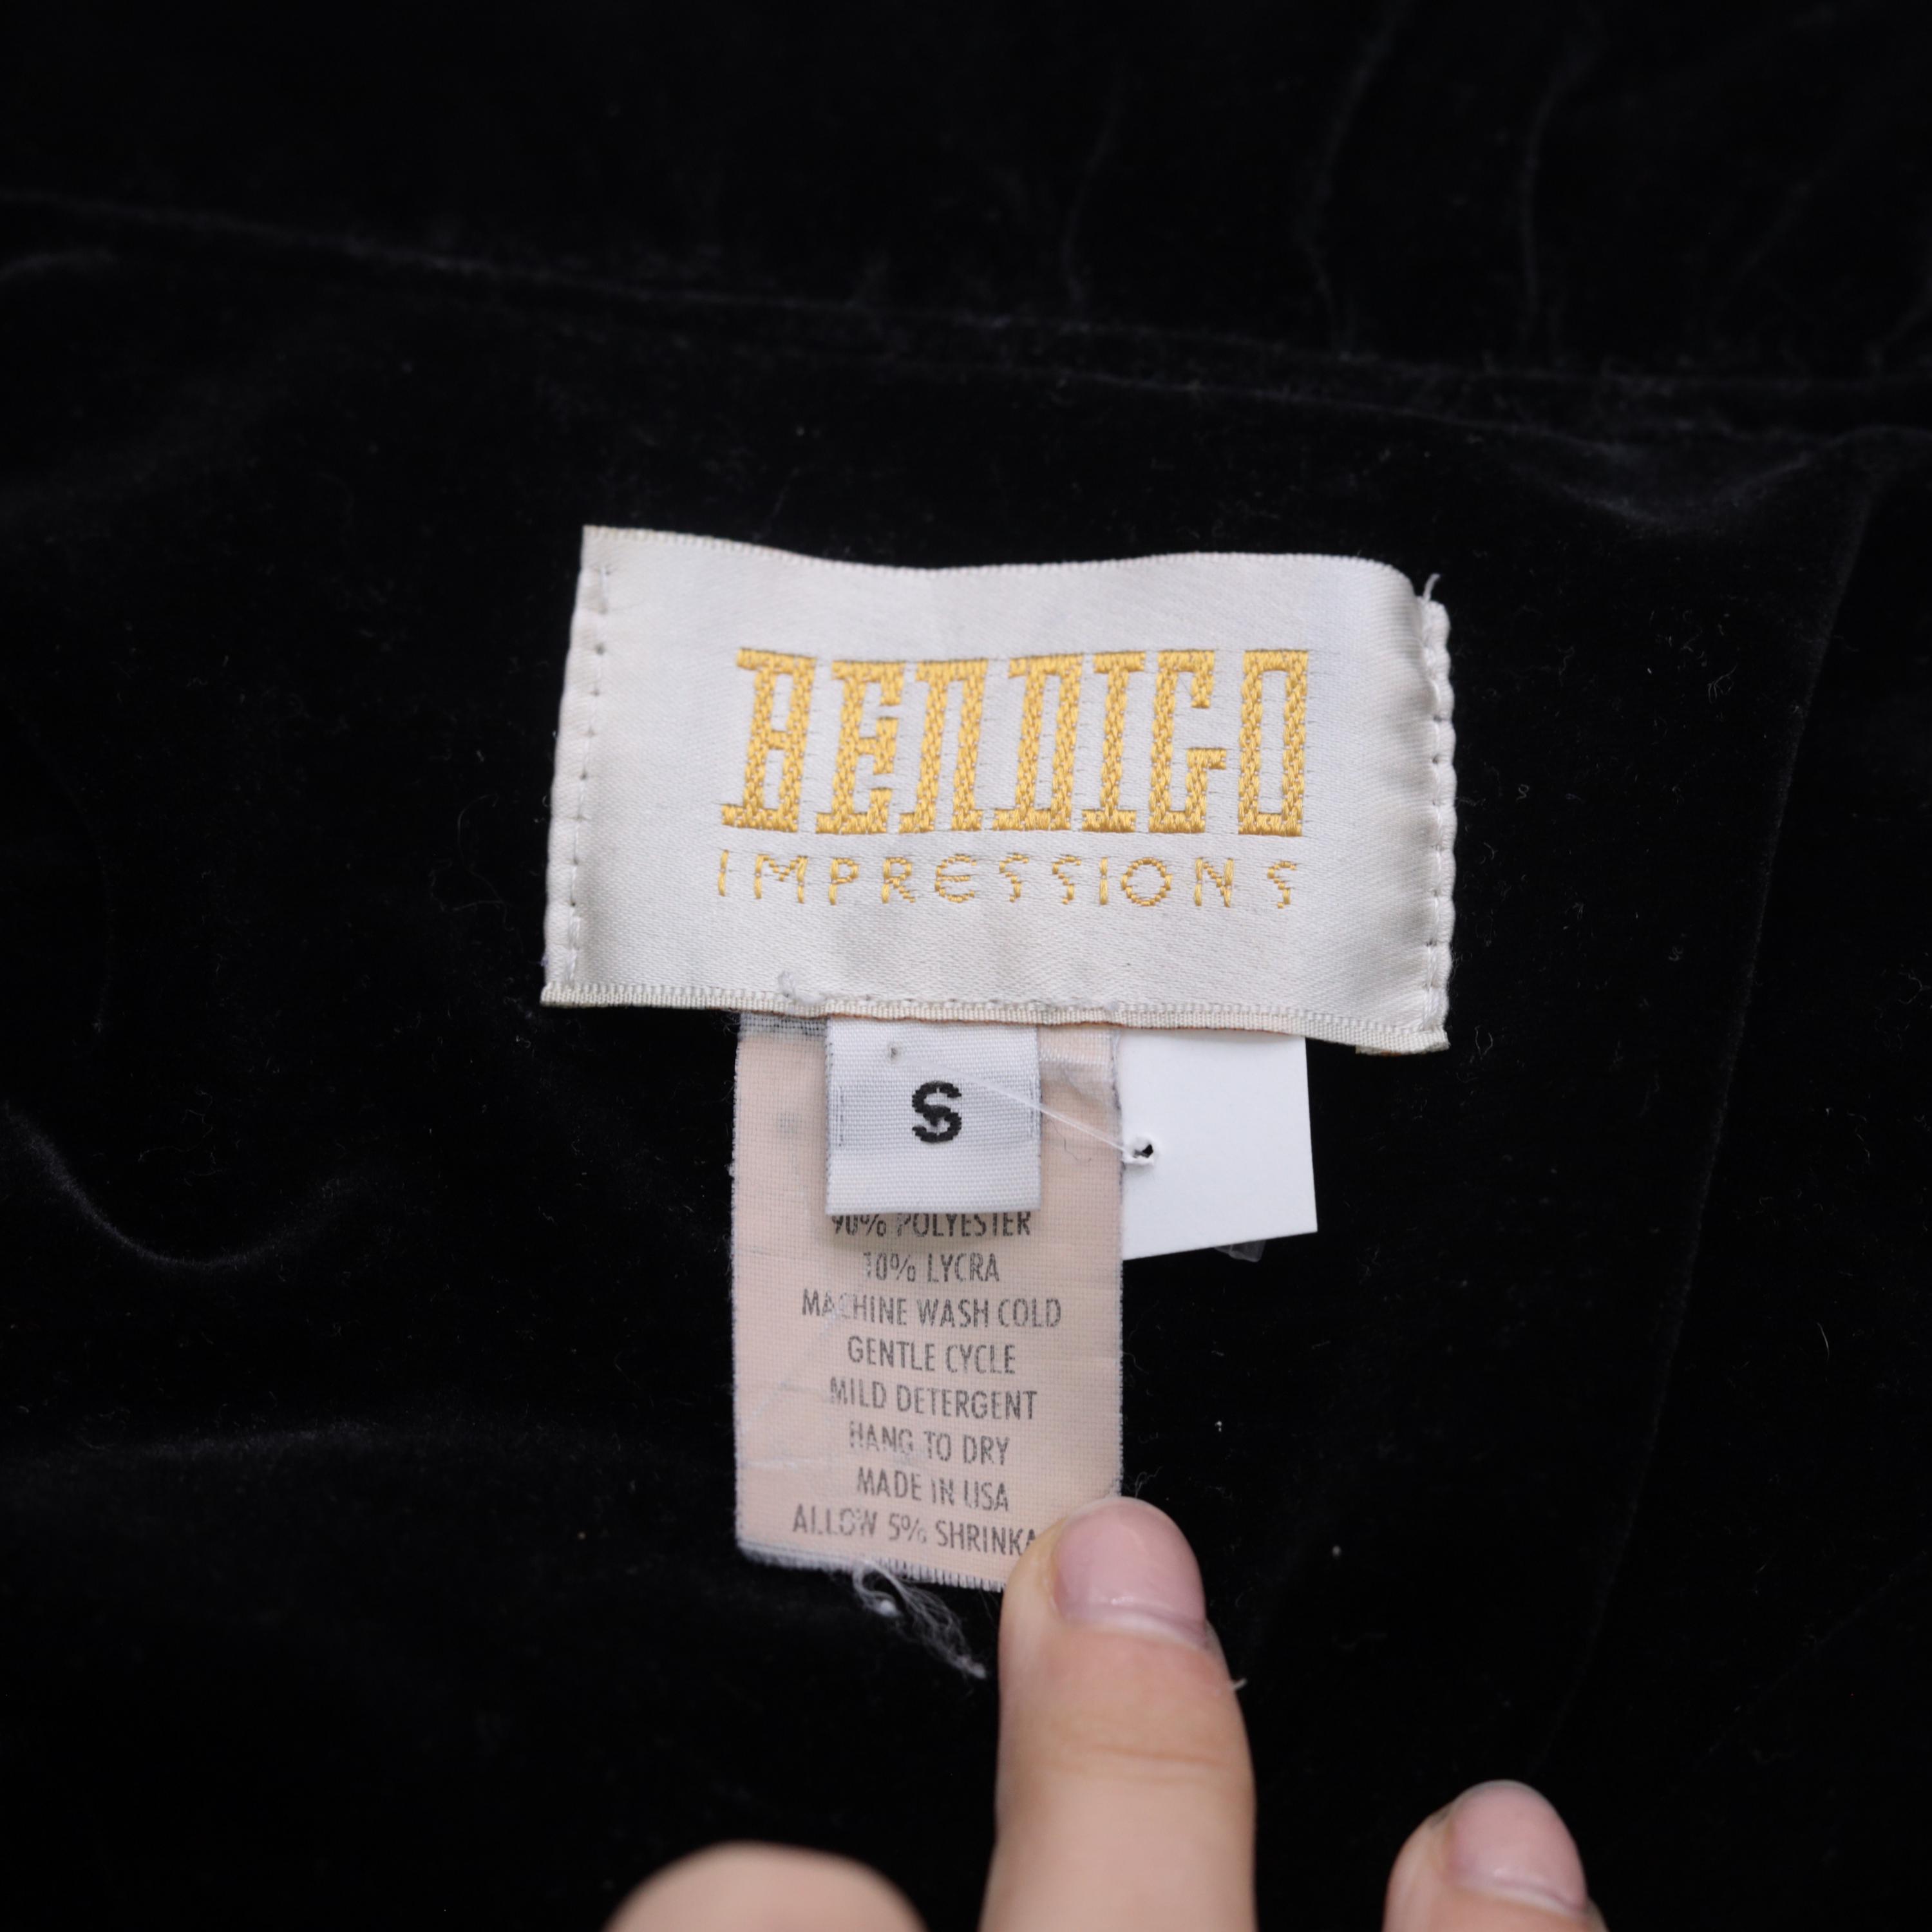 BENDIGO
IMPRESSIONS
S
90% POLYESTER
10% LYCRA
MACHINE WASH COLD
GENTLE CYCLE
MILD DETERGENT
HANG TO DRY
MADE IN USA
ALLOW 5% SHRINKA